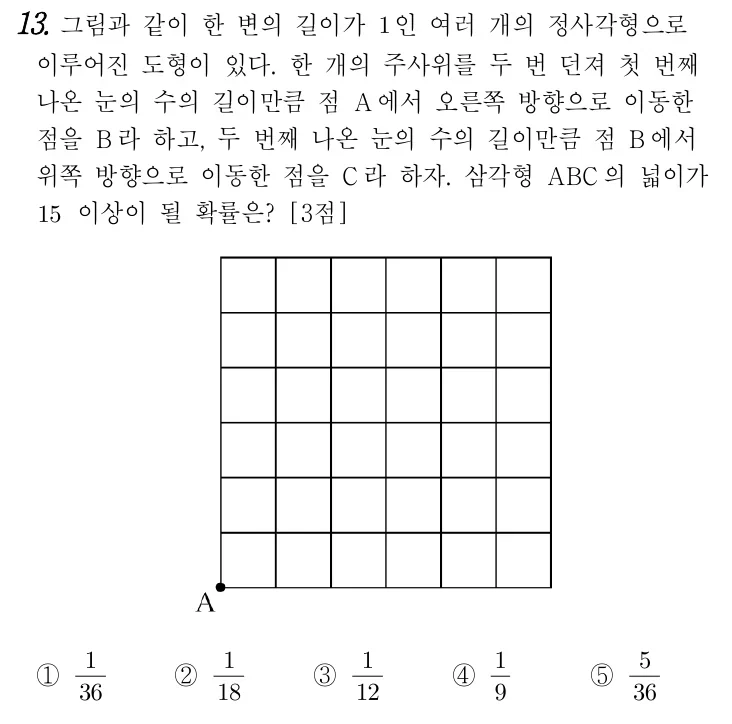 13. 그림과 같이 한 변의 길이가 1인 여러 개의 정사각형으로
이루어진 도형이 있다. 한 개의 주사위를 두 번 던져 첫 번째
나온 눈의 수의 길이만큼 점 A에서 오른쪽 방향으로 이동한
점을 B라 하고, 두 번째 나온 눈의 수의 길이만큼 점 B에서
위쪽 방향으로 이동한 점을 C라 하자. 삼각형 ABC의 넓이가
15 이상이 될 확률은? [3점]
A
① 1/36 ② 1/18 ③ 1/12 ④ 1/9 ⑤ 5/36